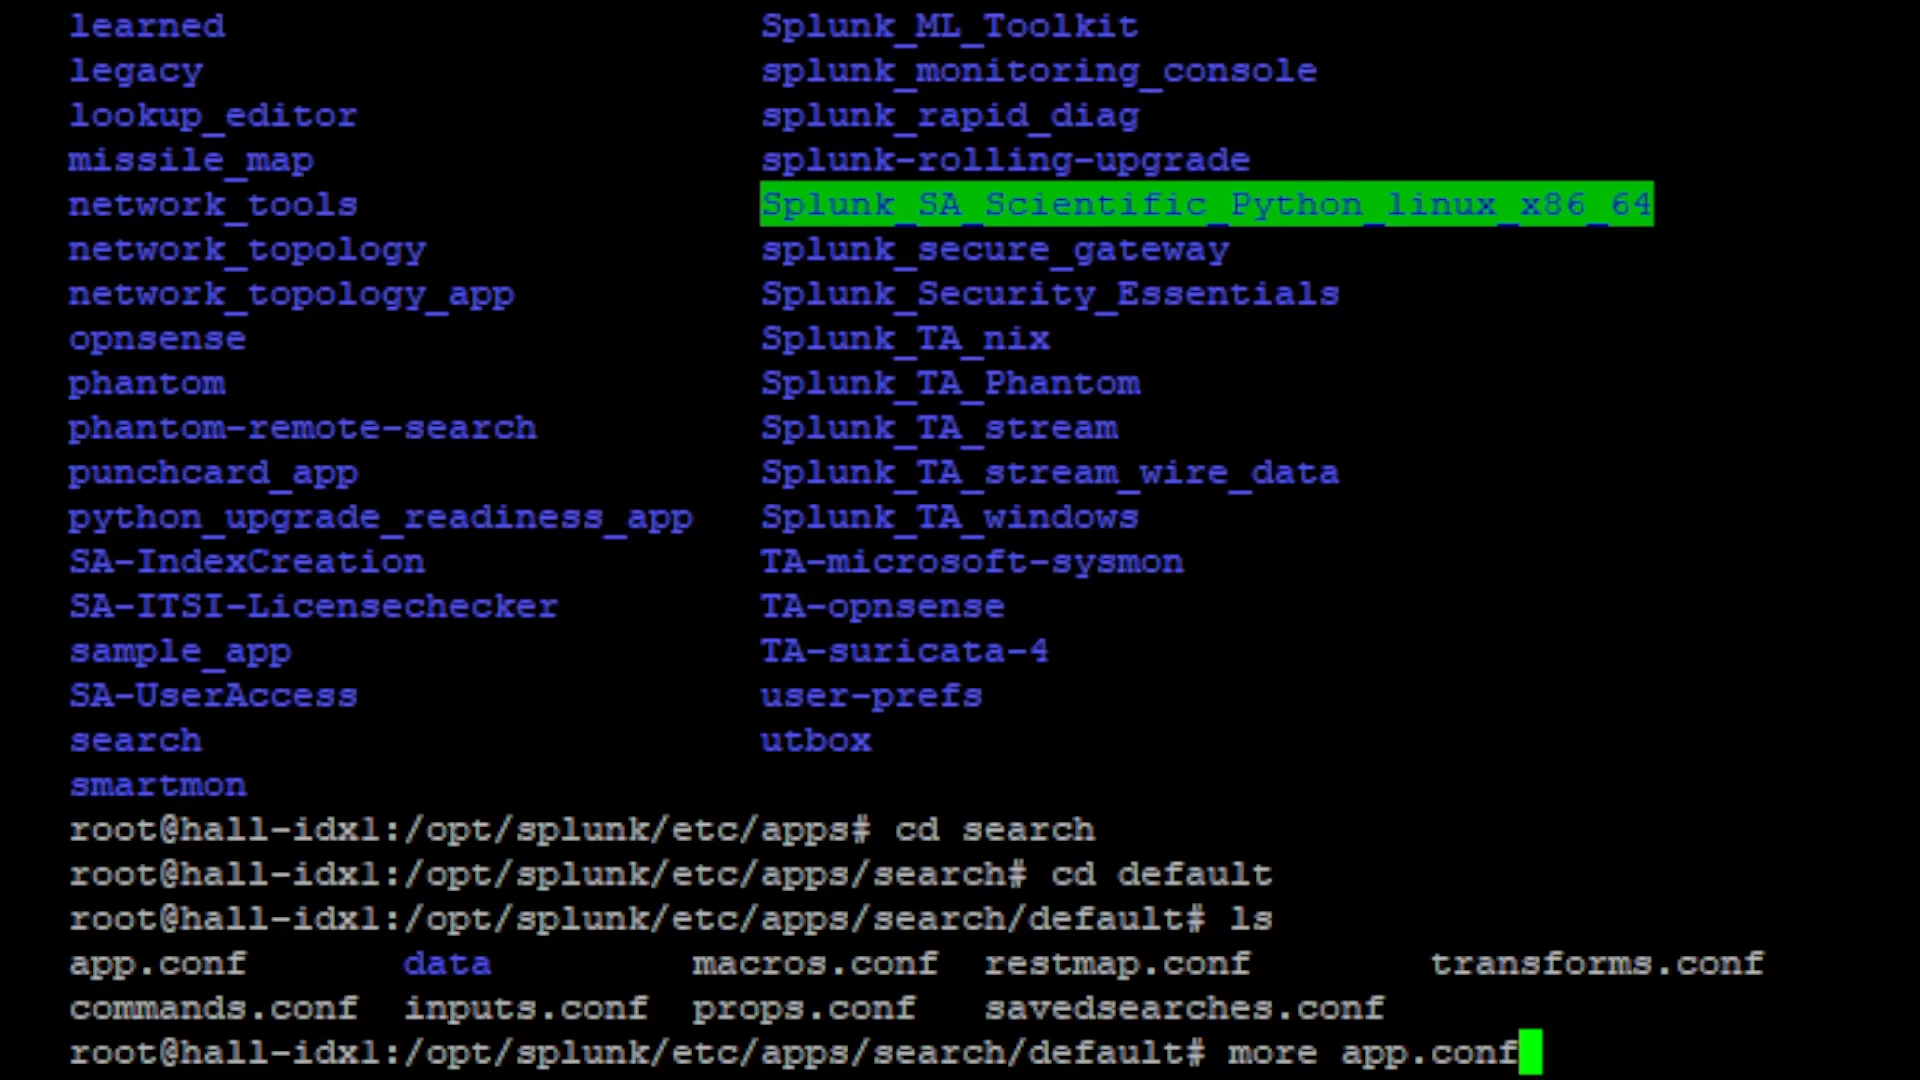 learned Splunk_ML_Toolkit
legacy splunk_monitoring_console
lookup_editor splunk_rapid_diag
missile_map splunk-rolling-upgrade
network_tools Splunk_SA_Scientific_Python_linux_x86_64
network_topology splunk_secure_gateway
network_topology_app Splunk_Security_Essentials
opnsense Splunk_TA_nix
phantom Splunk_TA_Phantom
phantom-remote-search Splunk_TA_stream
punchcard_app Splunk_TA_stream_wire_data
python_upgrade_readiness_app Splunk_TA_windows
SA-IndexCreation TA-microsoft-sysmon
SA-ITSI-Licensechecker TA-opnsense
sample_app TA-suricata-4
SA-UserAccess user-prefs
search utbox
smartmon
root@hall-idx1:/opt/splunk/etc/apps# cd search
root@hall-idx1:/opt/splunk/etc/apps/search# cd default
root@hall-idx1:/opt/splunk/etc/apps/search/default# ls
app.conf data macros.conf restmap.conf transforms.conf
commands.conf inputs.conf props.conf savedsearches.conf
root@hall-idx1:/opt/splunk/etc/apps/search/default# more app.conf